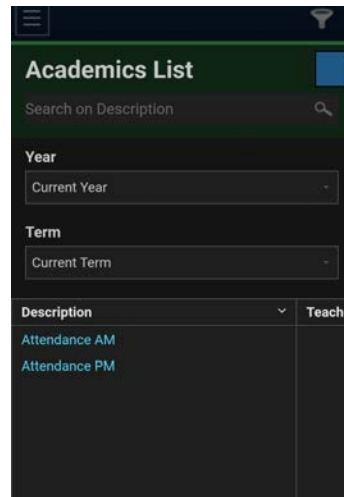 Academics List
Search on Description
Year
Current Year
Term
Current Term
Description Teach
Attendance AM
Attendance PM